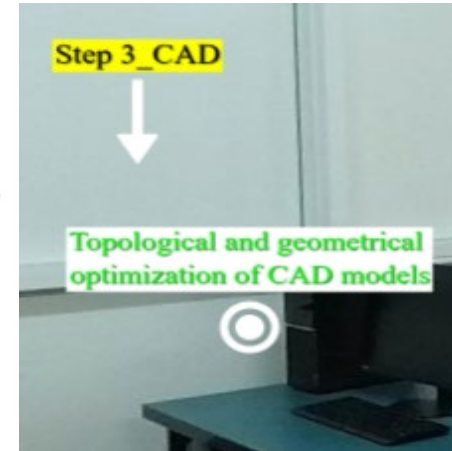 Step 3_CAD
Topological and geometrical
optimization of CAD models